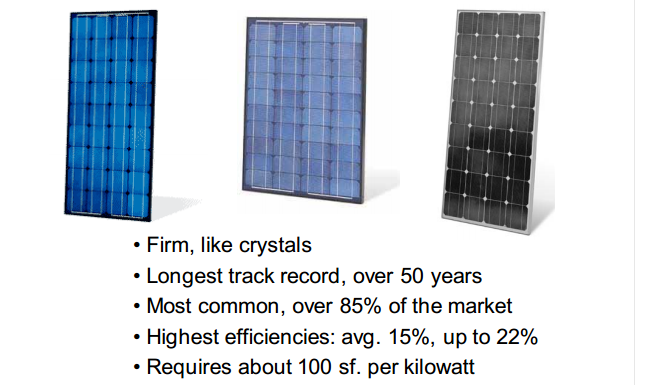 • Firm, like crystals
• Longest track record, over 50 years
• Most common, over 85% of the market
• Highest efficiencies: avg. 15%, up to 22%
• Requires about 100 sf. per kilowatt